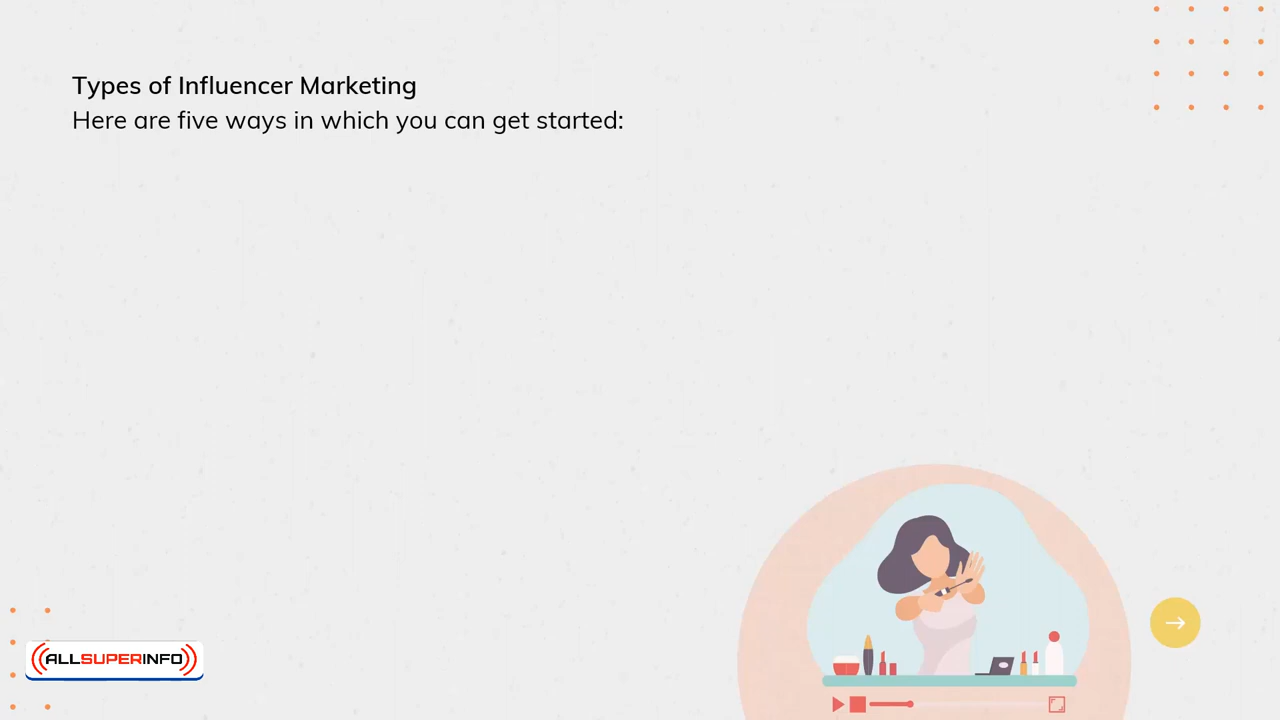 Types of Influencer Marketing
Here are five ways in which you can get started:
ALLSUPERINFO